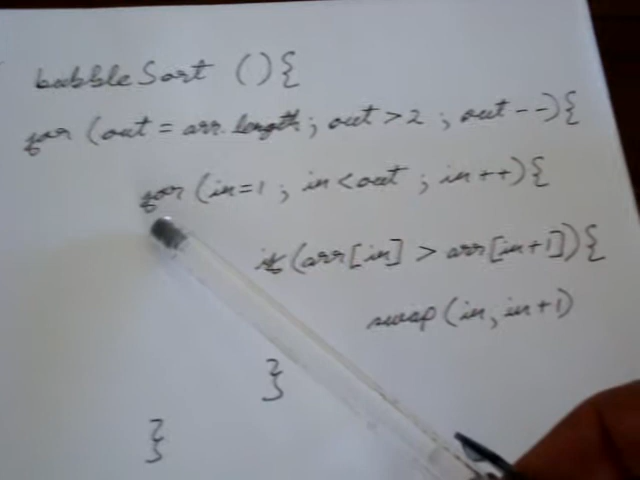 bubbleSort (){
for (out = arr.length; out>2 ; out--){
for (in=1 ; in<out ; in++){
if(arr[in] > arr[in+1]){
swap(in, in+1)
}
}